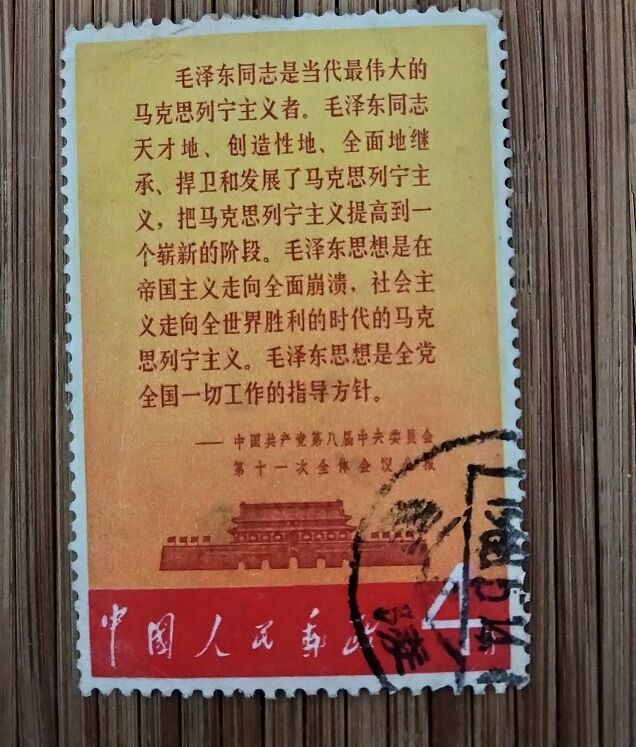 毛泽东同志是当代最伟大的
马克思列宁主义者。毛泽东同志
天才地、创造性地、全面地继
承、捍卫和发展了马克思列宁主
义，把马克思列宁主义提高到一
个崭新的阶段。毛泽东思想是在
帝国主义走向全面崩溃，社会主
义走向全世界胜利的时代的马克
思列宁主义。毛泽东思想是全党
全国一切工作的指导方针。
——中国共产党第八届中央委员会
第十一次全体会议公报
中国人民邮政
4